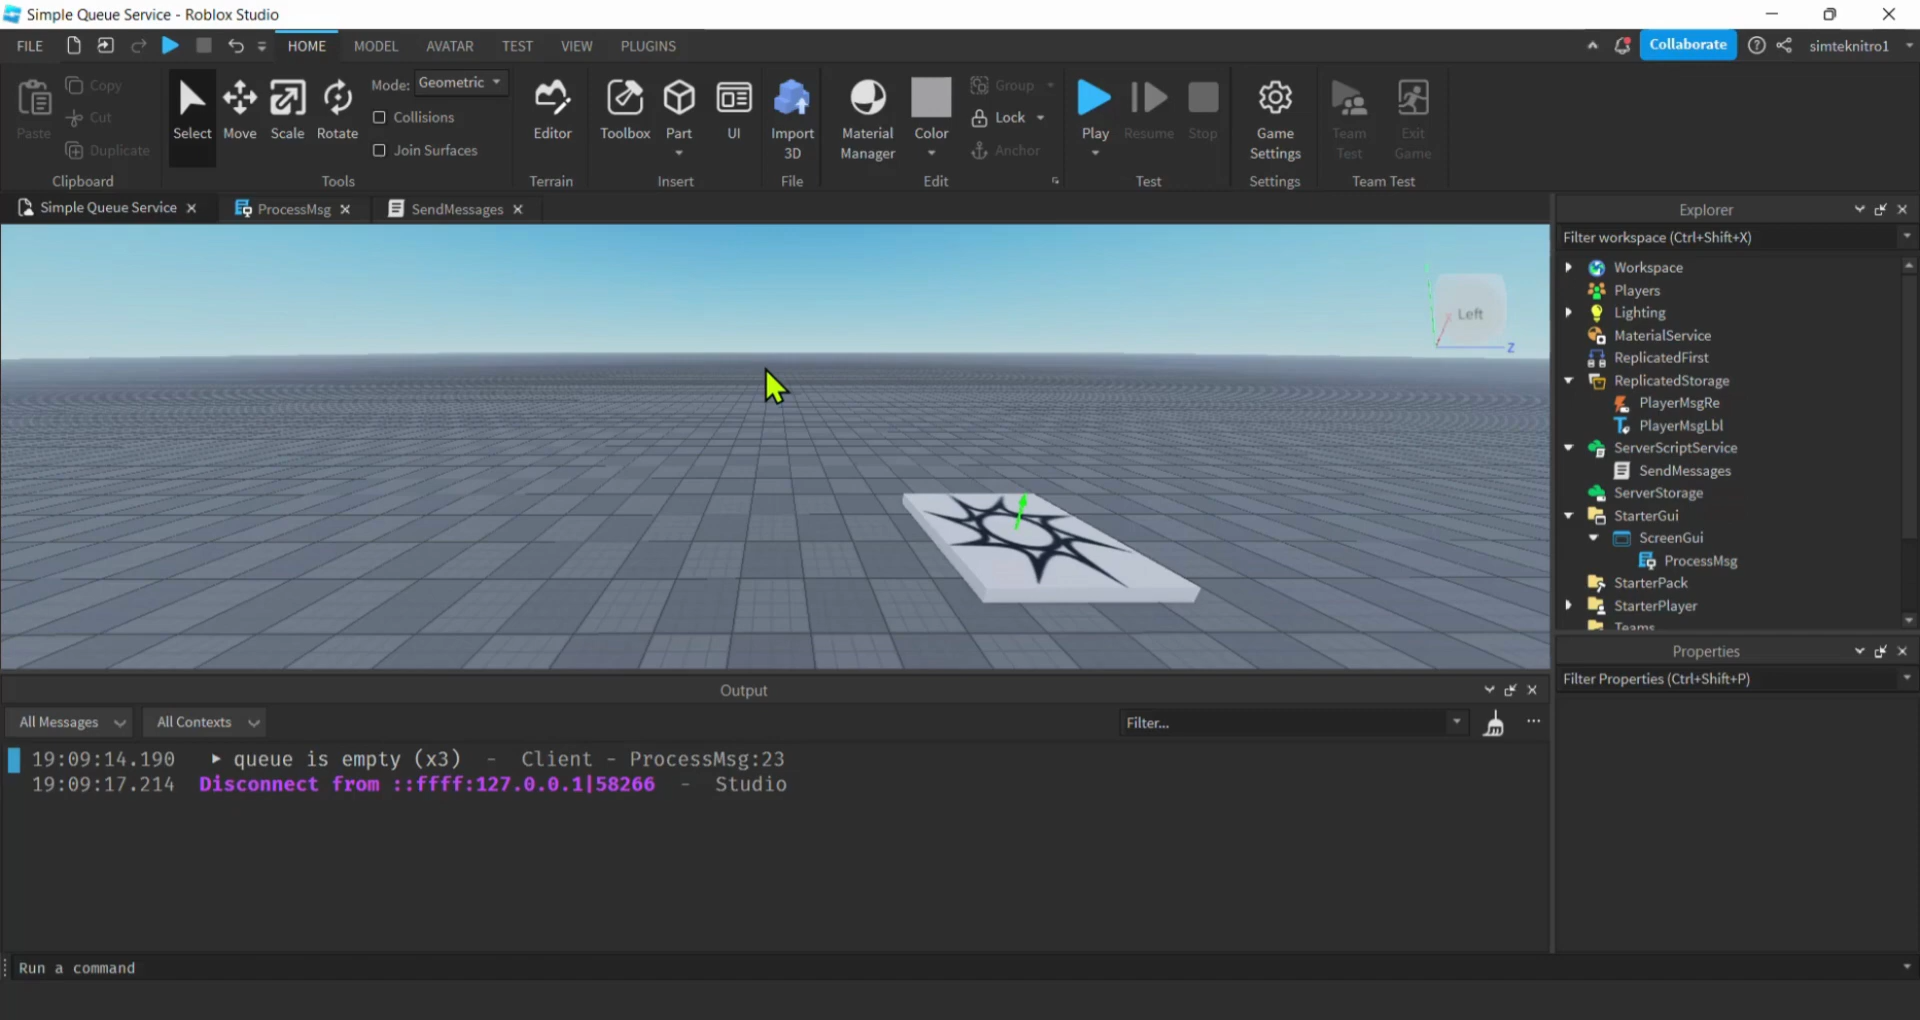 Simple Queue Service - Roblox Studio
FILE HOME MODEL AVATAR TEST VIEW PLUGINS Collaborate simteknitro1
Paste Copy Cut Duplicate
Clipboard
Select Move Scale Rotate
Mode: Geometric
Collisions
Join Surfaces
Tools
Editor
Terrain
Toolbox Part UI
Insert
Import 3D
File
Material Manager Color
Group
Lock
Anchor
Edit
Play Resume Stop
Test
Game Settings
Settings
Team Test Exit Game
Team Test
Simple Queue Service ProcessMsg SendMessages
Left
Z
Explorer
Filter workspace (Ctrl+Shift+X)
Workspace
Players
Lighting
MaterialService
ReplicatedFirst
ReplicatedStorage
PlayerMsgRe
PlayerMsgLbl
ServerScriptService
SendMessages
ServerStorage
StarterGui
ScreenGui
ProcessMsg
StarterPack
StarterPlayer
Teams
Properties
Filter Properties (Ctrl+Shift+P)
Output
All Messages All Contexts Filter...
19:09:14.190 queue is empty (x3) - Client - ProcessMsg:23
19:09:17.214 Disconnect from ::ffff:127.0.0.1|58266 - Studio
Run a command